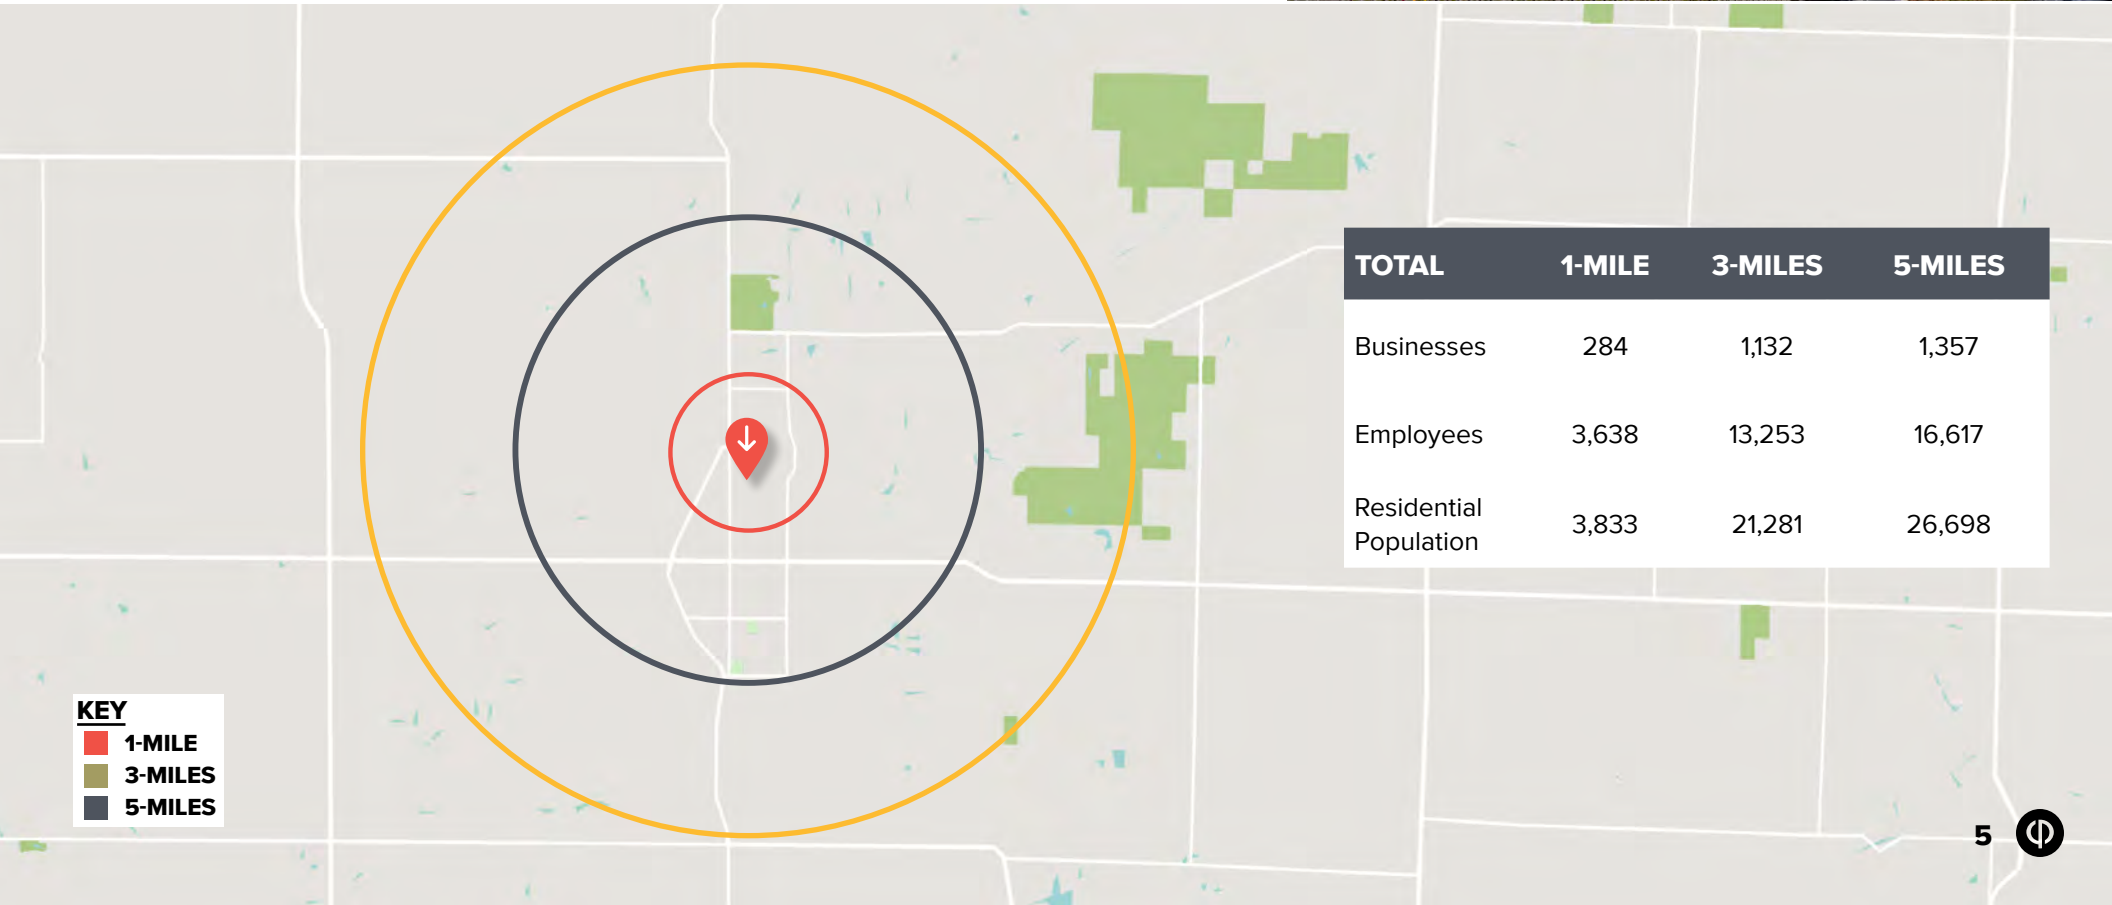 TOTAL 1-MILE 3-MILES 5-MILES
Businesses 284 1,132 1,357
Employees 3,638 13,253 16,617
Residential
Population 3,833 21,281 26,698
KEY
1-MILE
3-MILES
5-MILES
5